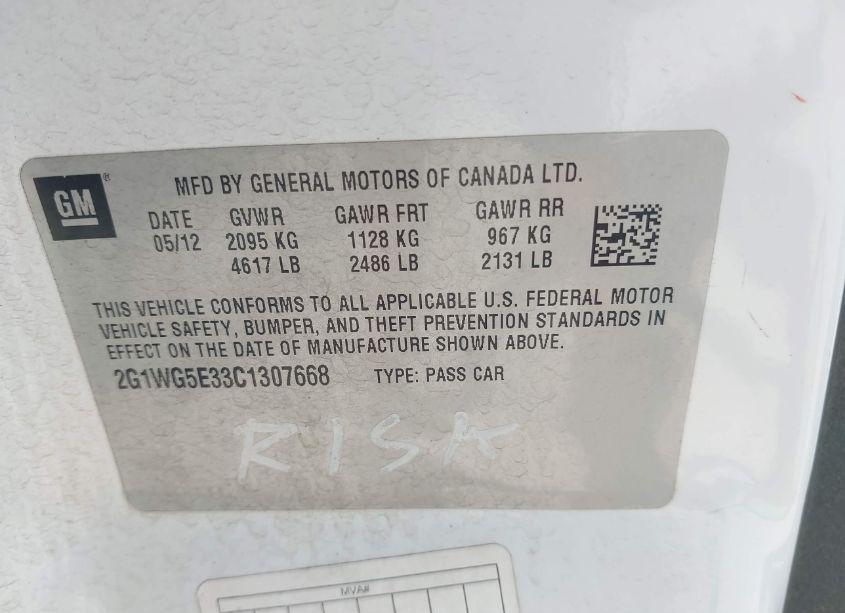 GM®
MFD BY GENERAL MOTORS OF CANADA LTD.
DATE GVWR GAWR FRT GAWR RR
05/12 2095 KG 1128 KG 967 KG
4617 LB 2486 LB 2131 LB
THIS VEHICLE CONFORMS TO ALL APPLICABLE U.S. FEDERAL MOTOR
VEHICLE SAFETY, BUMPER, AND THEFT PREVENTION STANDARDS IN
EFFECT ON THE DATE OF MANUFACTURE SHOWN ABOVE.
2G1WG5E33C1307668 TYPE: PASS CAR
RISA
MVA#